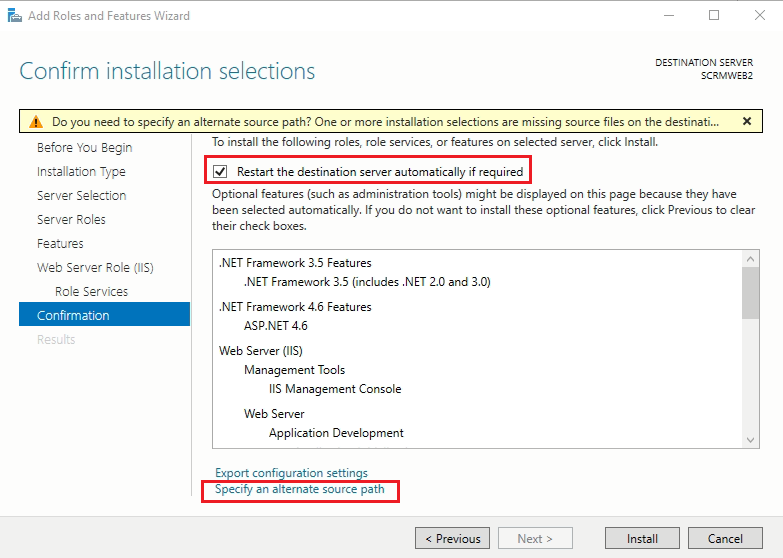 Add Roles and Features Wizard
Confirm installation selections
DESTINATION SERVER
SCRMWEB2
Do you need to specify an alternate source path? One or more installation selections are missing source files on the destinati...
Before You Begin
Installation Type
Server Selection
Server Roles
Features
Web Server Role (IIS)
Role Services
Confirmation
Results
To install the following roles, role services, or features on selected server, click Install.
Restart the destination server automatically if required
Optional features (such as administration tools) might be displayed on this page because they have
been selected automatically. If you do not want to install these optional features, click Previous to clear
their check boxes.
.NET Framework 3.5 Features
.NET Framework 3.5 (includes .NET 2.0 and 3.0)
.NET Framework 4.6 Features
ASP.NET 4.6
Web Server (IIS)
Management Tools
IIS Management Console
Web Server
Application Development
Export configuration settings
Specify an alternate source path
< Previous
Next >
Install
Cancel